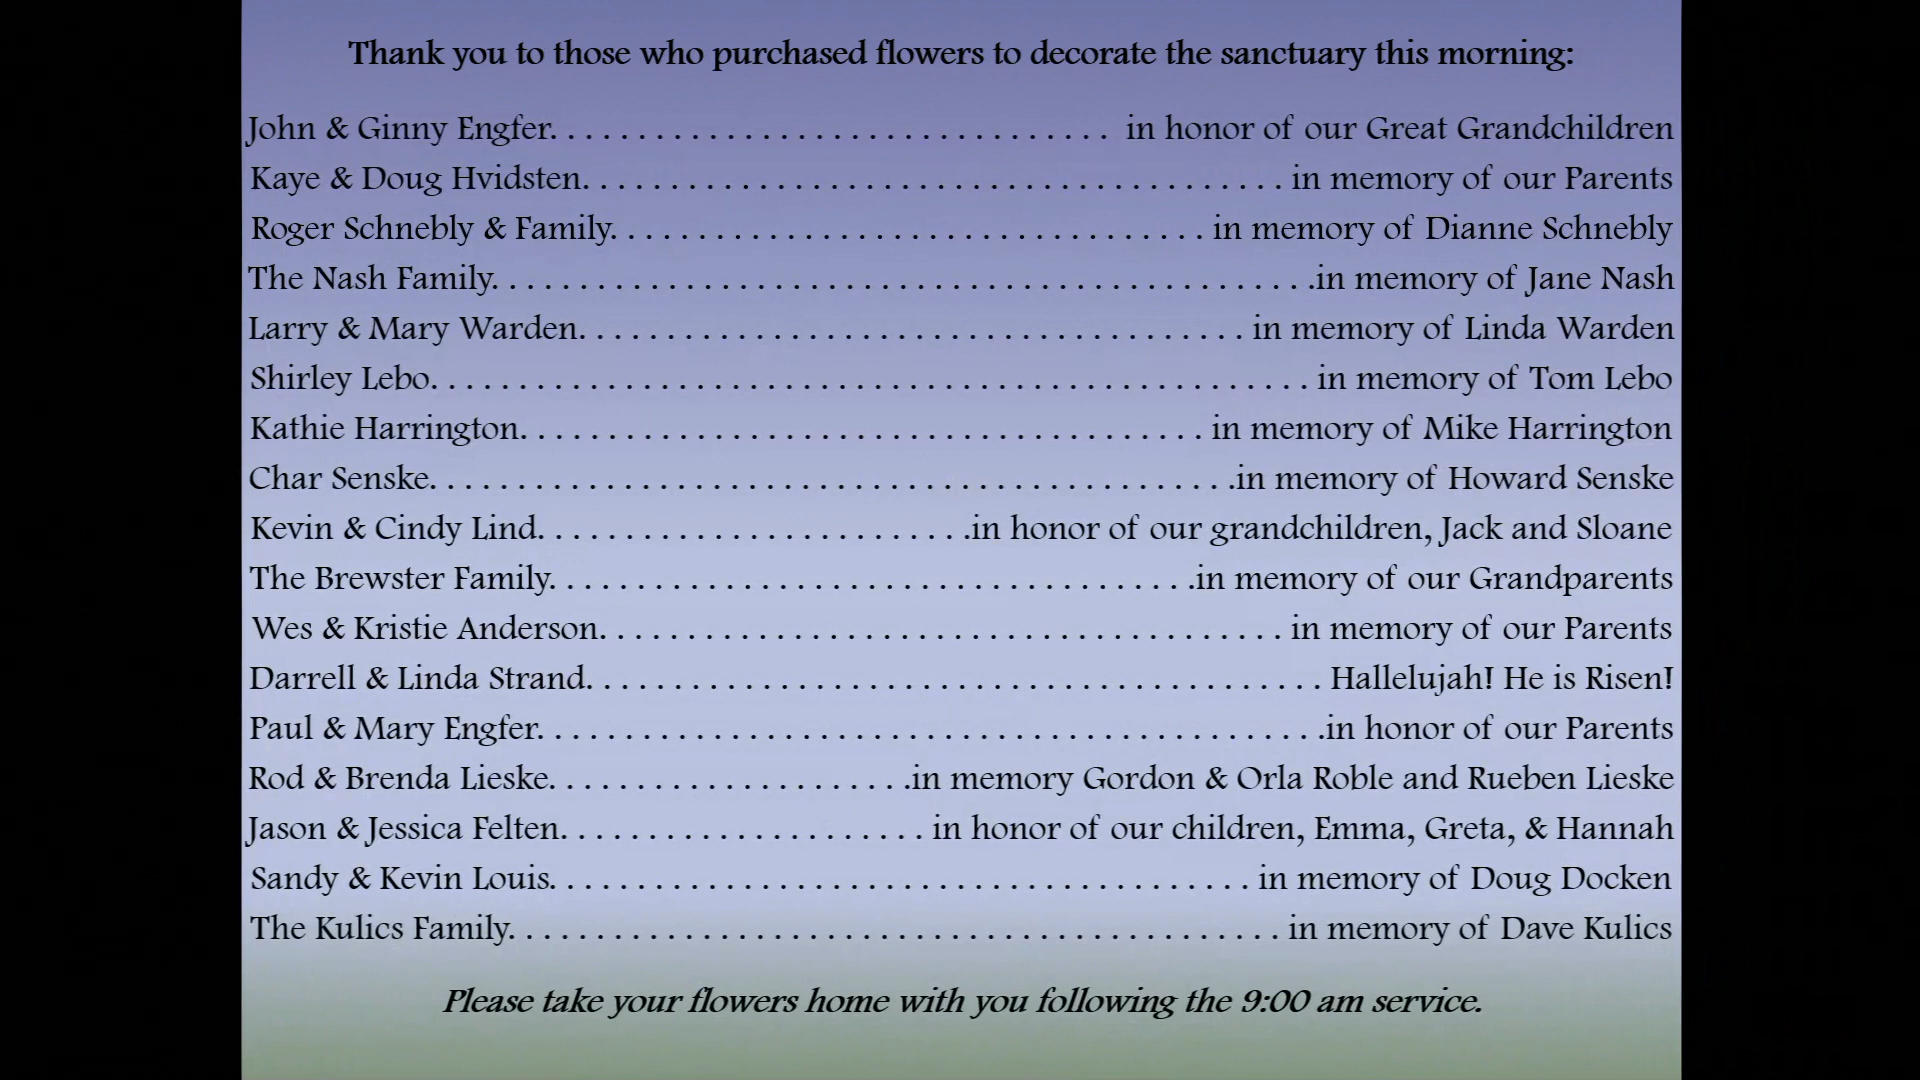 Thank you to those who purchased flowers to decorate the sanctuary this morning:
John & Ginny Engfer. . . . . . . . . . . . . . . . . . . . . . . . . . . . . . . . in honor of our Great Grandchildren
Kaye & Doug Hvidsten. . . . . . . . . . . . . . . . . . . . . . . . . . . . . . . . . . . . . . . . in memory of our Parents
Roger Schnebly & Family. . . . . . . . . . . . . . . . . . . . . . . . . . . . . . . . . . in memory of Dianne Schnebly
The Nash Family. . . . . . . . . . . . . . . . . . . . . . . . . . . . . . . . . . . . . . . . . . . . . . .in memory of Jane Nash
Larry & Mary Warden. . . . . . . . . . . . . . . . . . . . . . . . . . . . . . . . . . . . . . in memory of Linda Warden
Shirley Lebo. . . . . . . . . . . . . . . . . . . . . . . . . . . . . . . . . . . . . . . . . . . . . . . . . . in memory of Tom Lebo
Kathie Harrington. . . . . . . . . . . . . . . . . . . . . . . . . . . . . . . . . . . . . . . in memory of Mike Harrington
Char Senske. . . . . . . . . . . . . . . . . . . . . . . . . . . . . . . . . . . . . . . . . . . . . .in memory of Howard Senske
Kevin & Cindy Lind. . . . . . . . . . . . . . . . . . . . . . . . .in honor of our grandchildren, Jack and Sloane
The Brewster Family. . . . . . . . . . . . . . . . . . . . . . . . . . . . . . . . . . . . .in memory of our Grandparents
Wes & Kristie Anderson. . . . . . . . . . . . . . . . . . . . . . . . . . . . . . . . . . . . . . . in memory of our Parents
Darrell & Linda Strand. . . . . . . . . . . . . . . . . . . . . . . . . . . . . . . . . . . . . . . . . . Hallelujah! He is Risen!
Paul & Mary Engfer. . . . . . . . . . . . . . . . . . . . . . . . . . . . . . . . . . . . . . . . . . . . .in honor of our Parents
Rod & Brenda Lieske. . . . . . . . . . . . . . . . . . . . .in memory Gordon & Orla Roble and Rueben Lieske
Jason & Jessica Felten. . . . . . . . . . . . . . . . . . . . . in honor of our children, Emma, Greta, & Hannah
Sandy & Kevin Louis. . . . . . . . . . . . . . . . . . . . . . . . . . . . . . . . . . . . . . . . in memory of Doug Docken
The Kulics Family. . . . . . . . . . . . . . . . . . . . . . . . . . . . . . . . . . . . . . . . . . . . in memory of Dave Kulics
Please take your flowers home with you following the 9:00 am service.